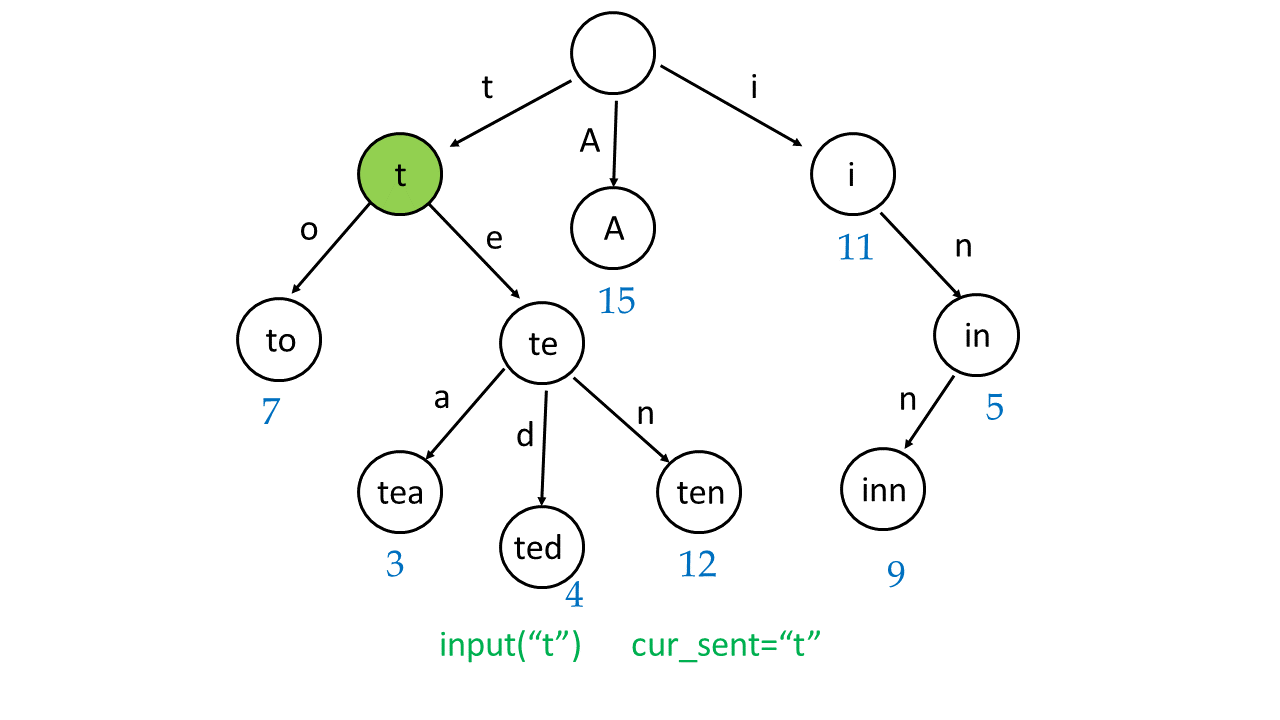 t
i
A
t
i
A
11
o
e
n
15
to
te
in
7
a
d
n
n
5
tea
ted
ten
inn
3
4
12
9
input(“t”) cur_sent=“t”